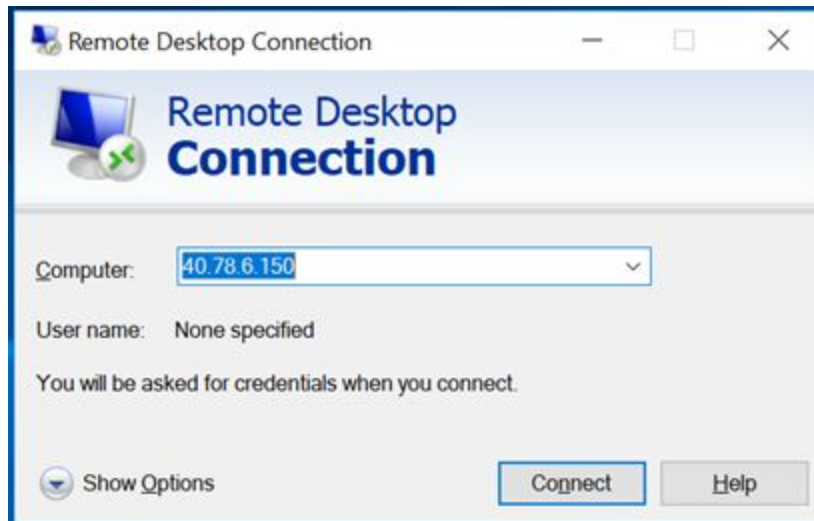 Remote Desktop Connection
Remote Desktop
Connection
Computer: 40.78.6.150
User name: None specified
You will be asked for credentials when you connect.
Show Options Connect Help